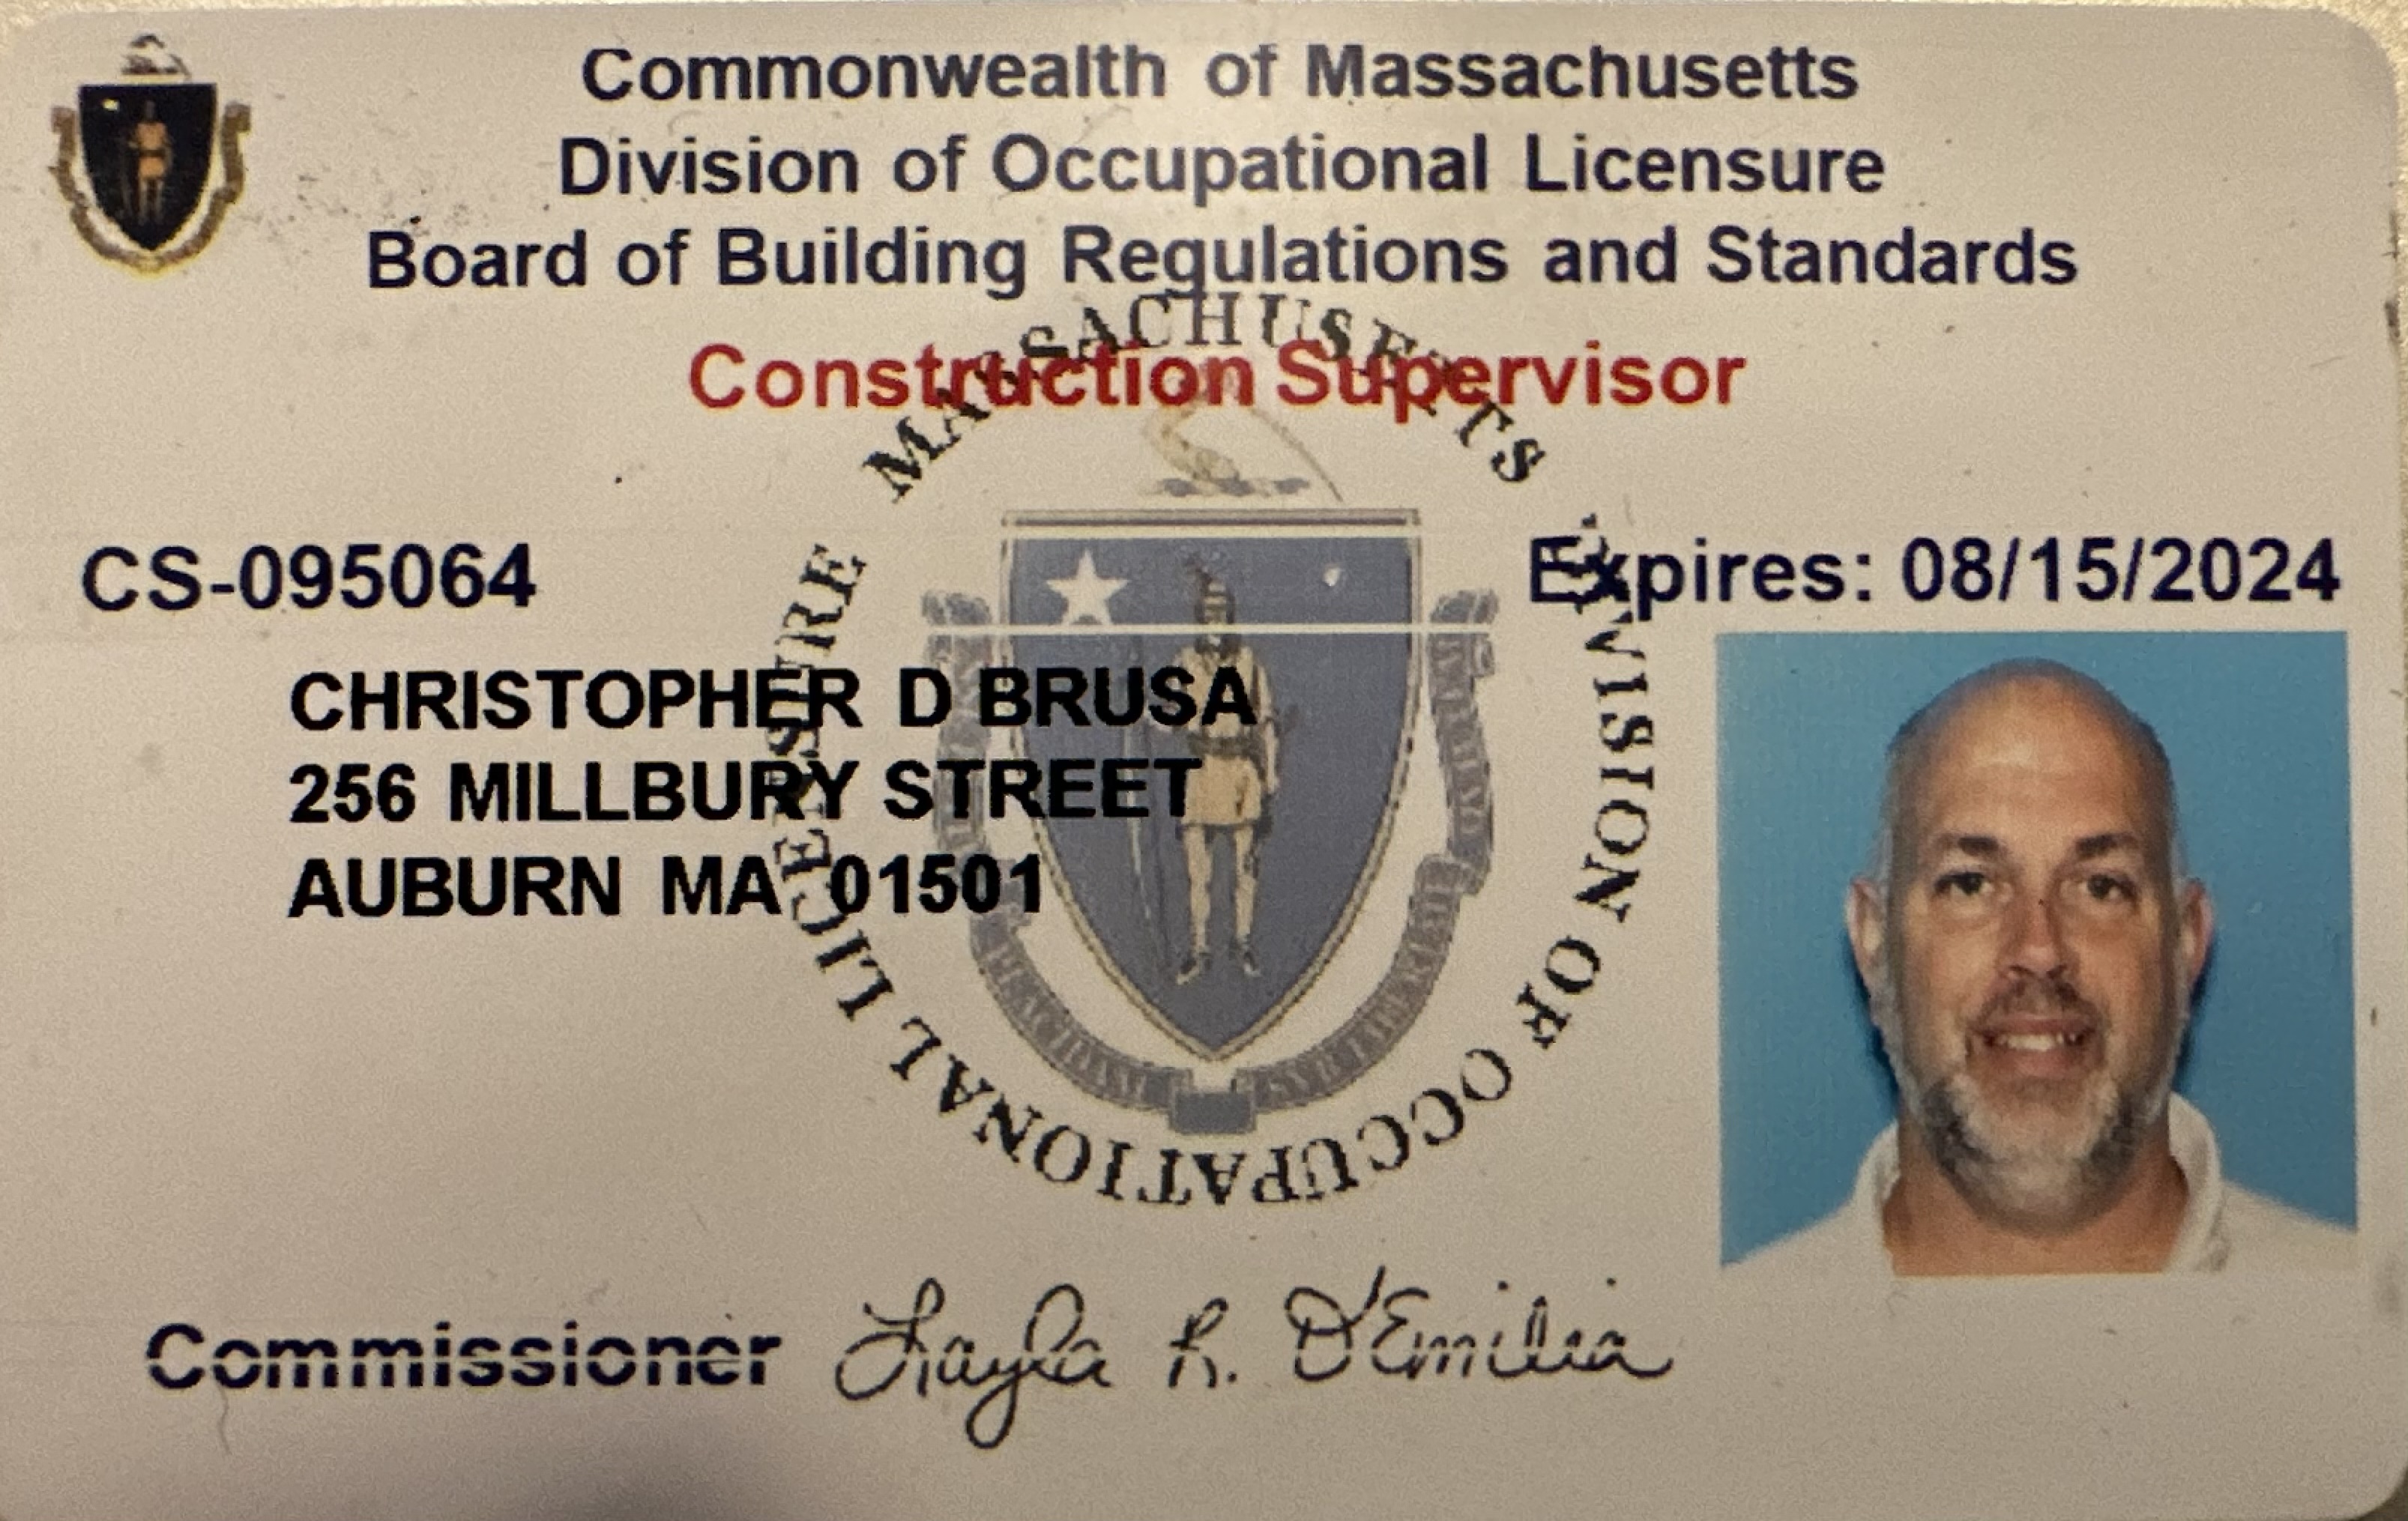 Commonwealth of Massachusetts
Division of Occupational Licensure
Board of Building Regulations and Standards
Construction Supervisor
MASSACHUSETTS DIVISION OF OCCUPATIONAL LICENSURE
CS-095064
Expires: 08/15/2024
CHRISTOPHER D BRUSA
256 MILLBURY STREET
AUBURN MA 01501
Commissioner Layla R. D'Emilia